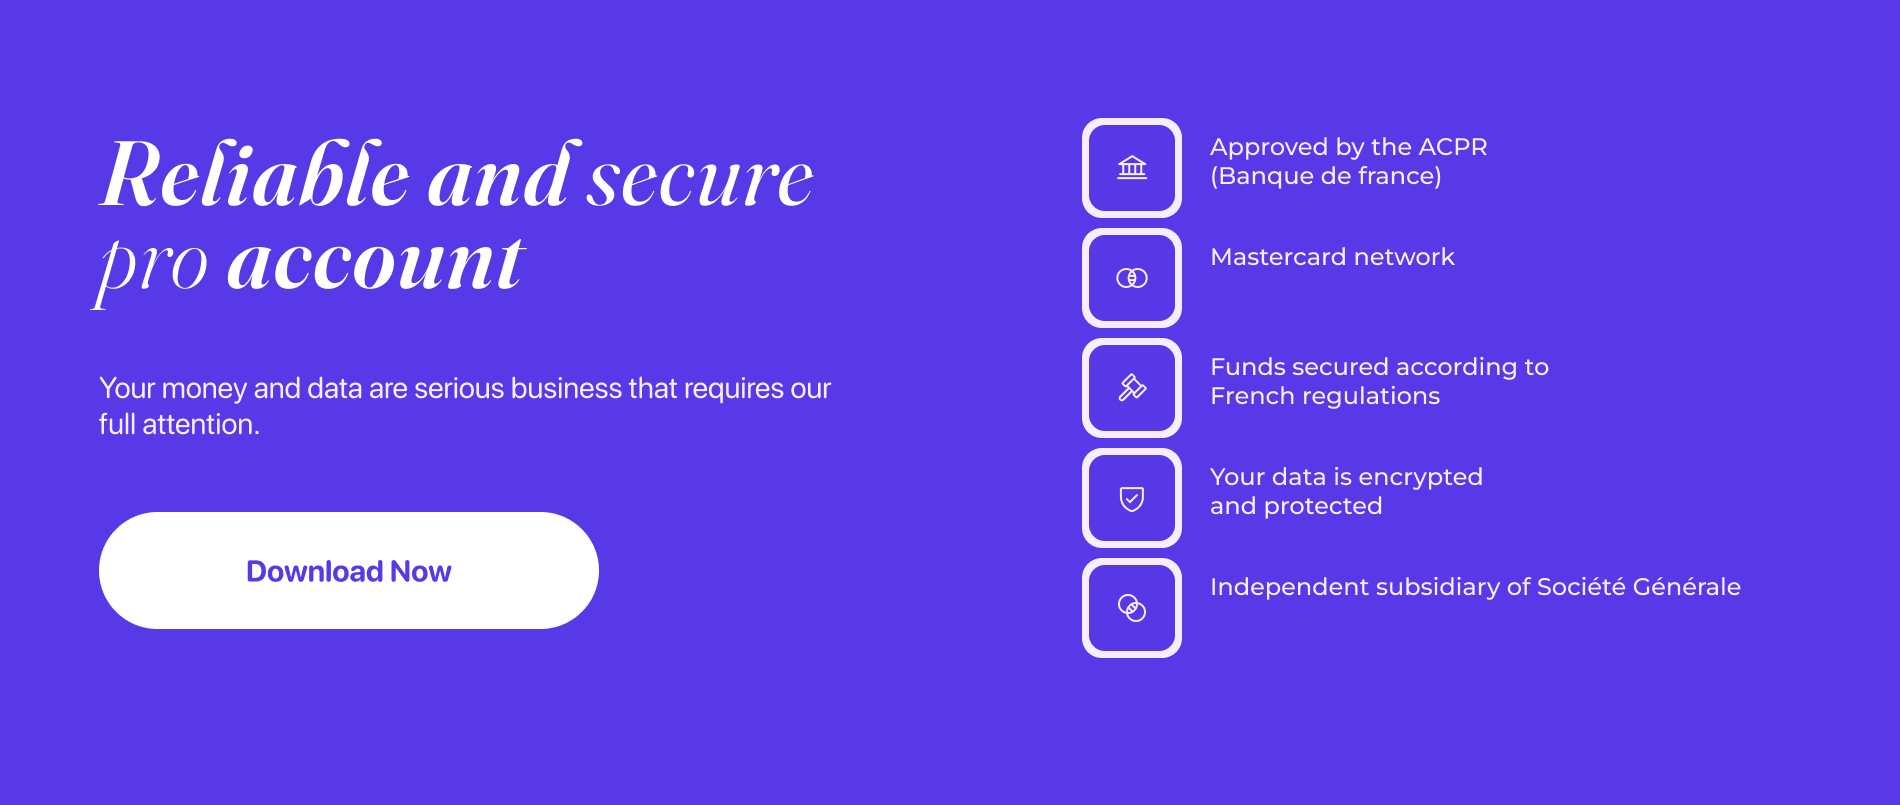 Reliable and secure
pro account
Your money and data are serious business that requires our
full attention.
Download Now
Approved by the ACPR
(Banque de france)
Mastercard network
Funds secured according to
French regulations
Your data is encrypted
and protected
Independent subsidiary of Société Générale